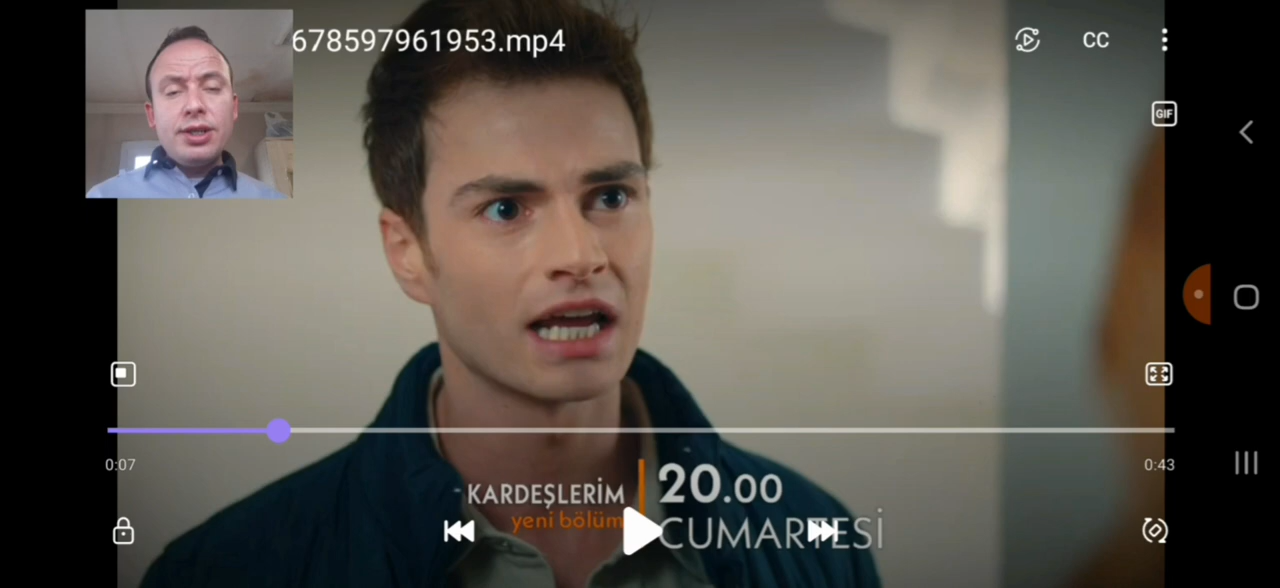 678597961953.mp4
CC
GIF
0:07
0:43
KARDEŞLERİM
yeni bölüm
20.00
CUMARTESİ